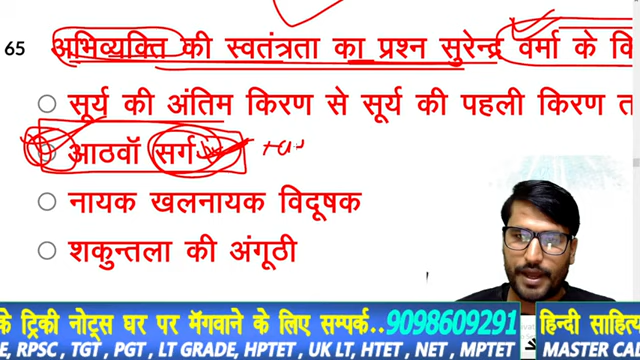 65 अभिव्यक्ति की स्वतंत्रता का प्रश्न सुरेन्द्र वर्मा के वि
सूर्य की अंतिम किरण से सूर्य की पहली किरण त
आठवॉ सर्ग
नायक खलनायक विदूषक
शकुन्तला की अंगूठी
के ट्रिकी नोट्स घर पर मॅगवाने के लिए सम्पर्क..9098609291 हिन्दी साहित्
E, RPSC, TGT, PGT, LT GRADE, HPTET, UK LT, HTET, NET, MPTET MASTER CA